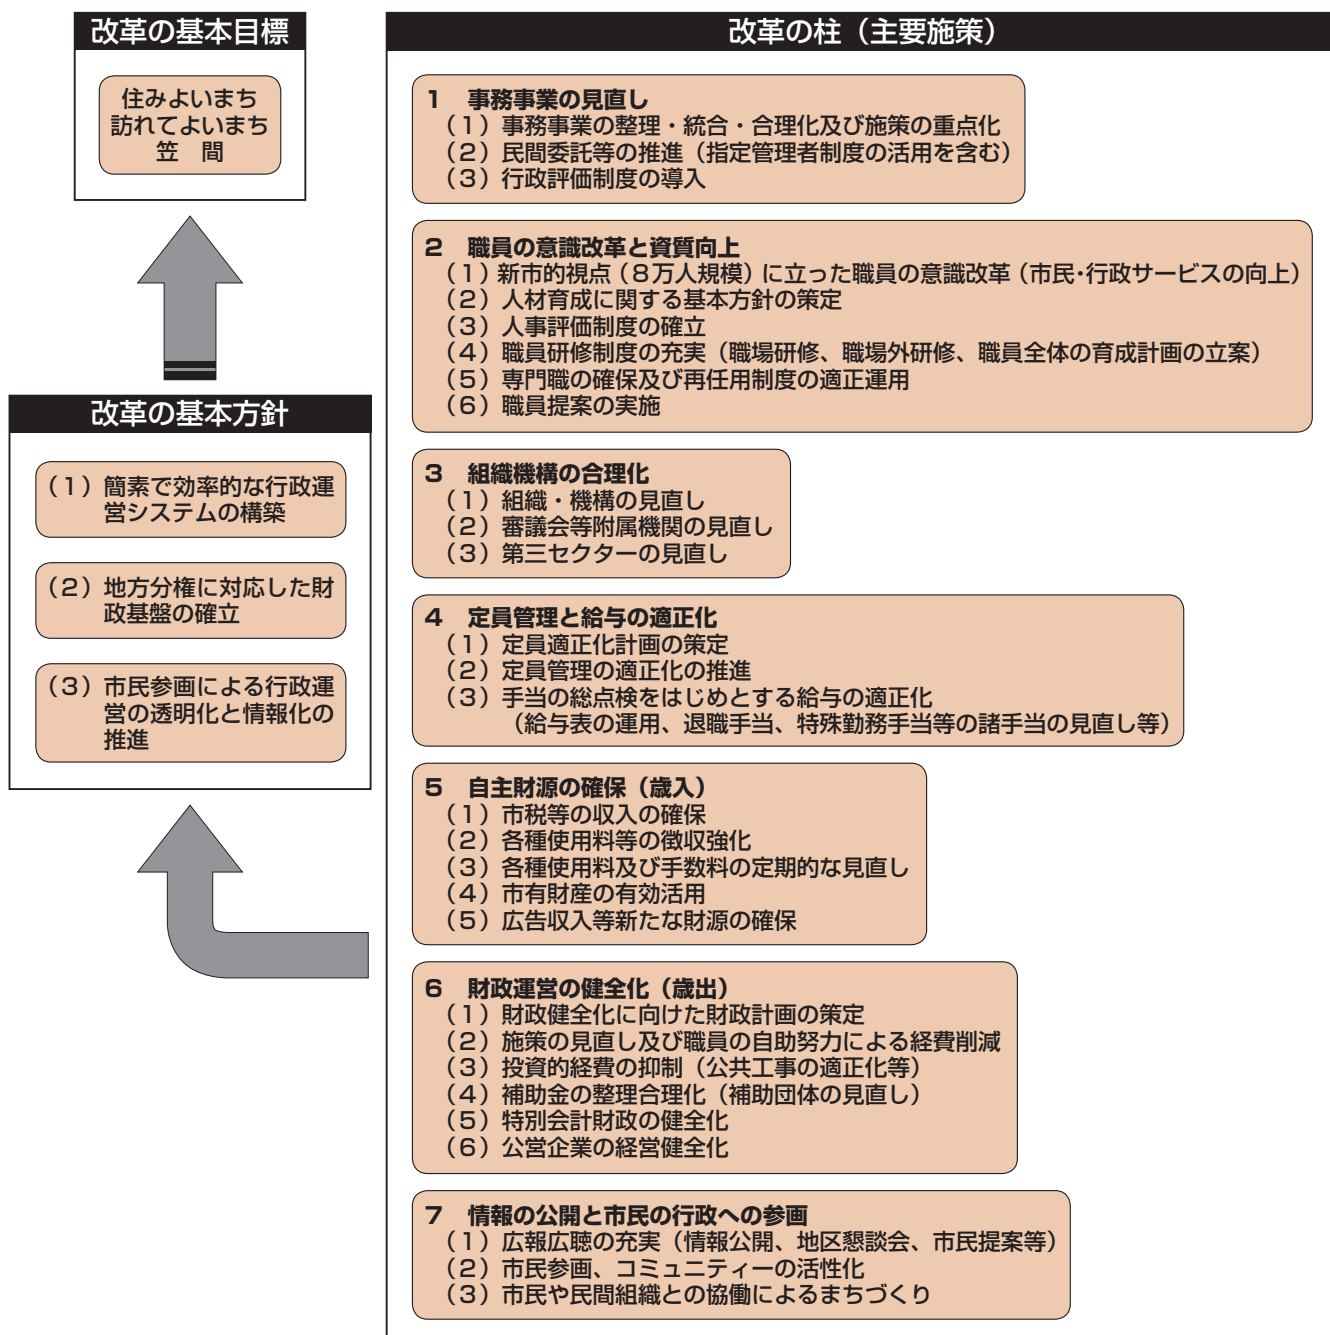 改革の基本目標
住みよいまち
訪れてよいまち
笠　間
改革の基本方針
（1）簡素で効率的な行政運
営システムの構築
（2）地方分権に対応した財
政基盤の確立
（3）市民参画による行政運
営の透明化と情報化の
推進
改革の柱（主要施策）
1　事務事業の見直し
（1）事務事業の整理・統合・合理化及び施策の重点化
（2）民間委託等の推進（指定管理者制度の活用を含む）
（3）行政評価制度の導入
2　職員の意識改革と資質向上
（1）新市的視点（8万人規模）に立った職員の意識改革（市民・行政サービスの向上）
（2）人材育成に関する基本方針の策定
（3）人事評価制度の確立
（4）職員研修制度の充実（職場研修、職場外研修、職員全体の育成計画の立案）
（5）専門職の確保及び再任用制度の適正運用
（6）職員提案の実施
3　組織機構の合理化
（1）組織・機構の見直し
（2）審議会等附属機関の見直し
（3）第三セクターの見直し
4　定員管理と給与の適正化
（1）定員適正化計画の策定
（2）定員管理の適正化の推進
（3）手当の総点検をはじめとする給与の適正化
（給与表の運用、退職手当、特殊勤務手当等の諸手当の見直し等）
5　自主財源の確保（歳入）
（1）市税等の収入の確保
（2）各種使用料等の徴収強化
（3）各種使用料及び手数料の定期的な見直し
（4）市有財産の有効活用
（5）広告収入等新たな財源の確保
6　財政運営の健全化（歳出）
（1）財政健全化に向けた財政計画の策定
（2）施策の見直し及び職員の自助努力による経費削減
（3）投資的経費の抑制（公共工事の適正化等）
（4）補助金の整理合理化（補助団体の見直し）
（5）特別会計財政の健全化
（6）公営企業の経営健全化
7　情報の公開と市民の行政への参画
（1）広報広聴の充実（情報公開、地区懇談会、市民提案等）
（2）市民参画、コミュニティーの活性化
（3）市民や民間組織との協働によるまちづくり